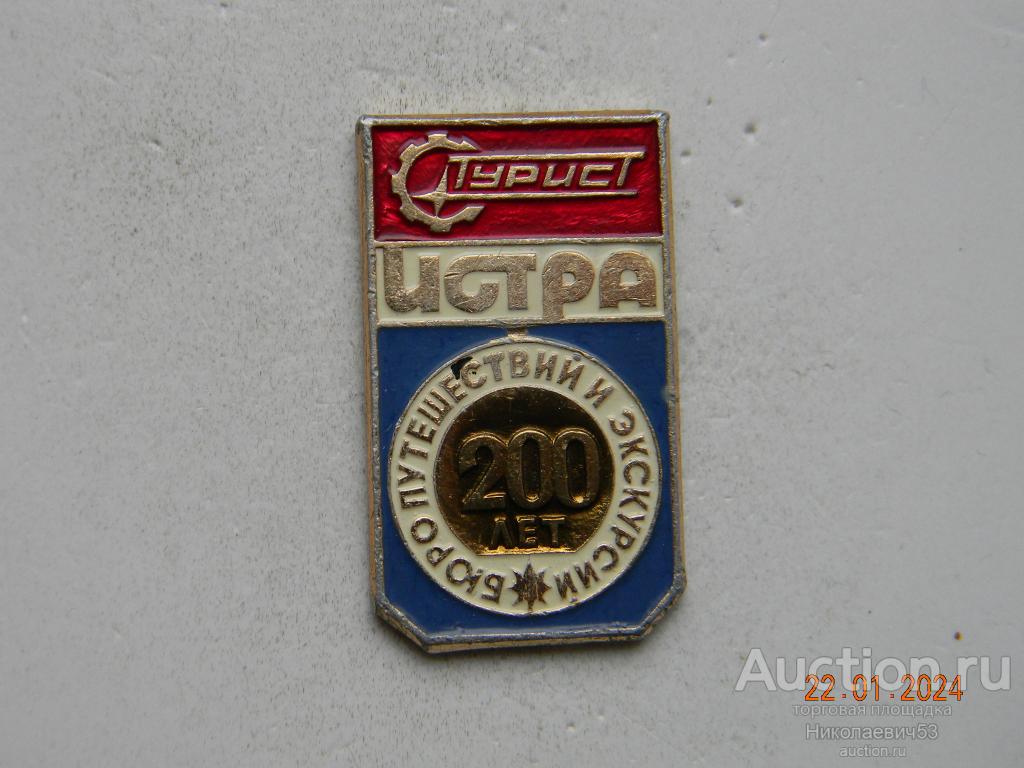 ТУРИСТ
ИСТРА
БЮРО ПУТЕШЕСТВИЙ И ЭКСКУРСИЙ
200
ЛЕТ
Auction.ru
22.01.2024
торговая площадка
Николаевич53
auction.ru